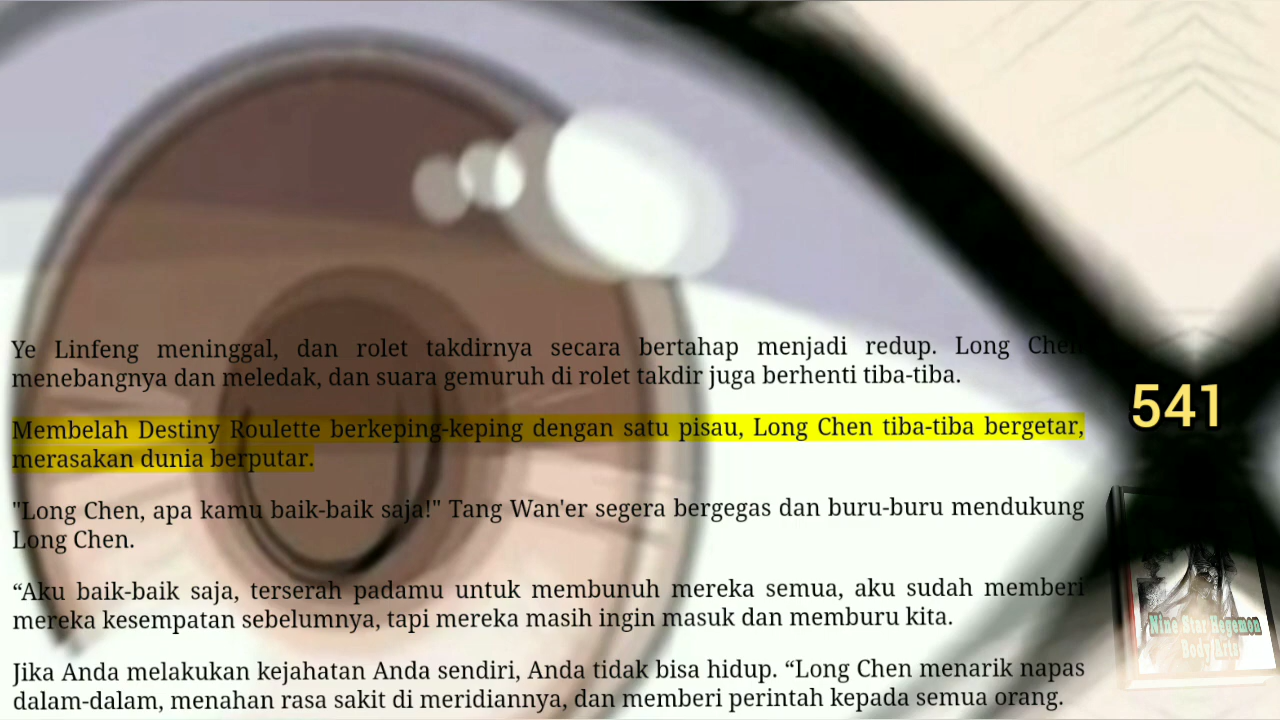 Ye Linfeng meninggal, dan rolet takdirnya secara bertahap menjadi redup. Long Chen
menebangnya dan meledak, dan suara gemuruh di rolet takdir juga berhenti tiba-tiba.
Membelah Destiny Roulette berkeping-keping dengan satu pisau, Long Chen tiba-tiba bergetar,
merasakan dunia berputar.
"Long Chen, apa kamu baik-baik saja!" Tang Wan'er segera bergegas dan buru-buru mendukung
Long Chen.
“Aku baik-baik saja, terserah padamu untuk membunuh mereka semua, aku sudah memberi
mereka kesempatan sebelumnya, tapi mereka masih ingin masuk dan memburu kita.
Jika Anda melakukan kejahatan Anda sendiri, Anda tidak bisa hidup. “Long Chen menarik napas
dalam-dalam, menahan rasa sakit di meridiannya, dan memberi perintah kepada semua orang.
541
Nine Star Hegemon
Body Arts